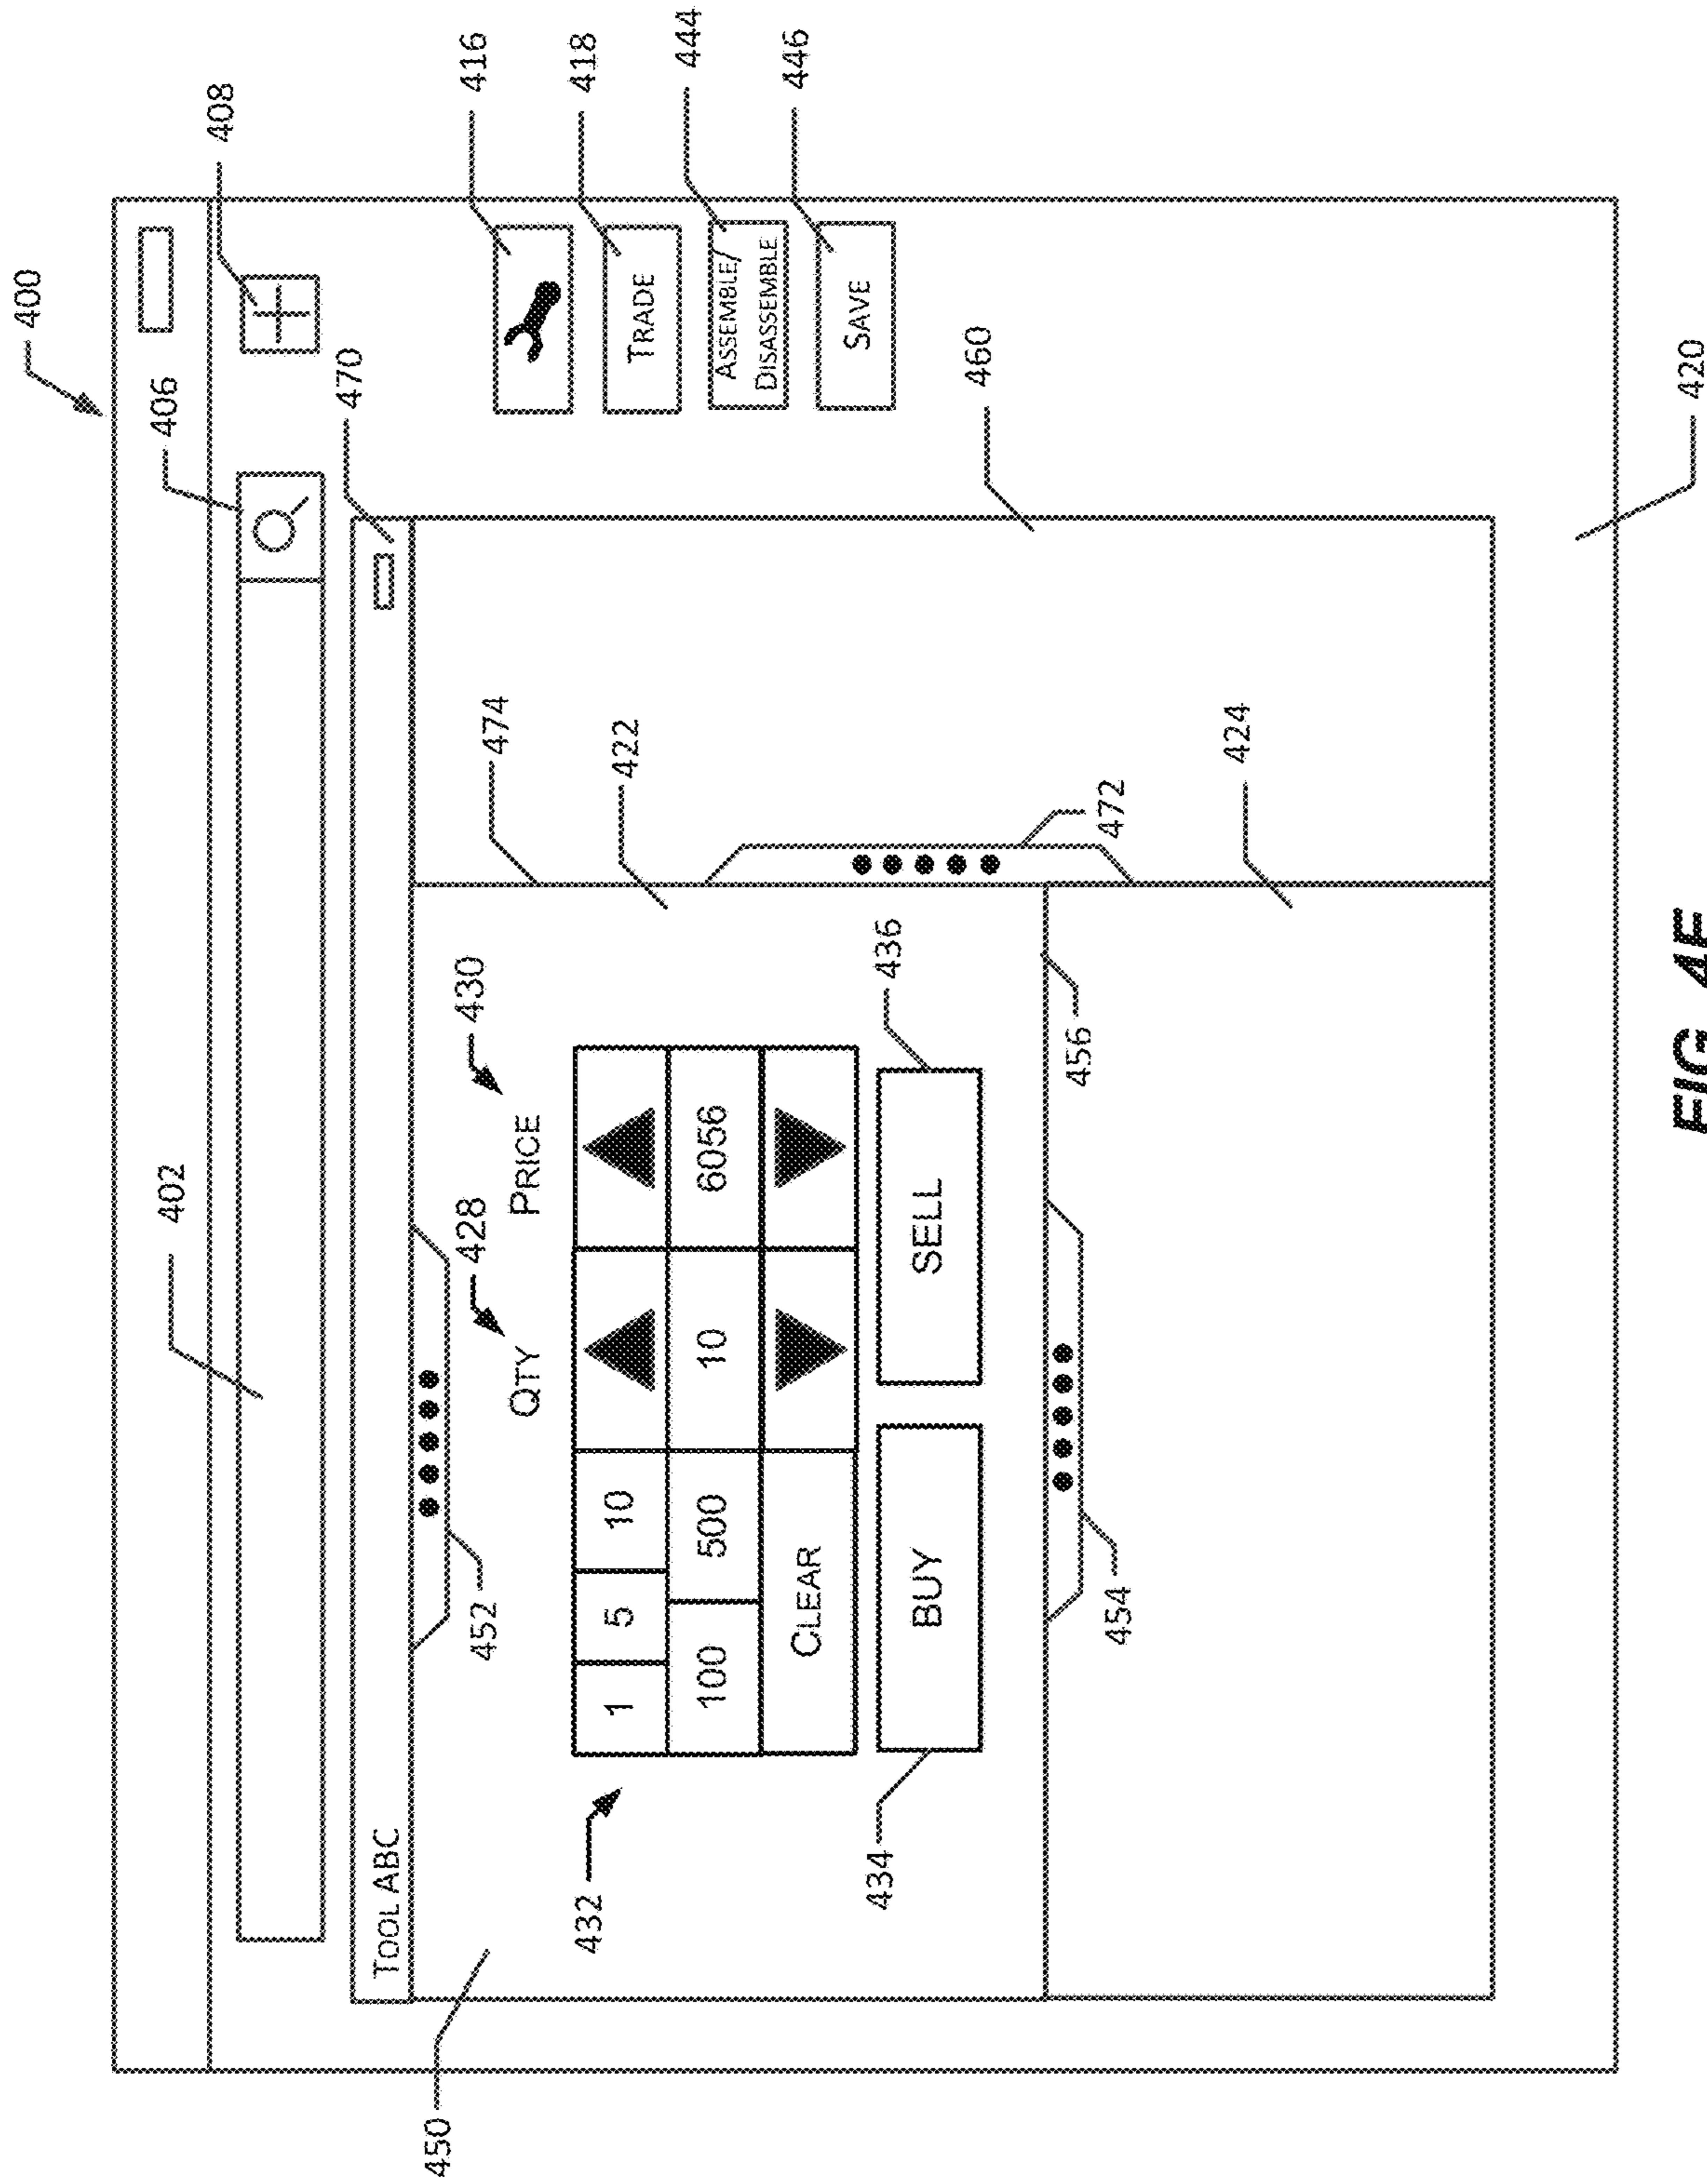 400
402 406 408
470
TOOL ABC
450 452 428 430 474 416
QTY PRICE
432 418
1 5 10 422
TRADE
444
100 500 10 6056
ASSEMBLE/
DISASSEMBLE
446
CLEAR
SAVE
434 436
BUY SELL
460
456
454 472
424
420
FIG